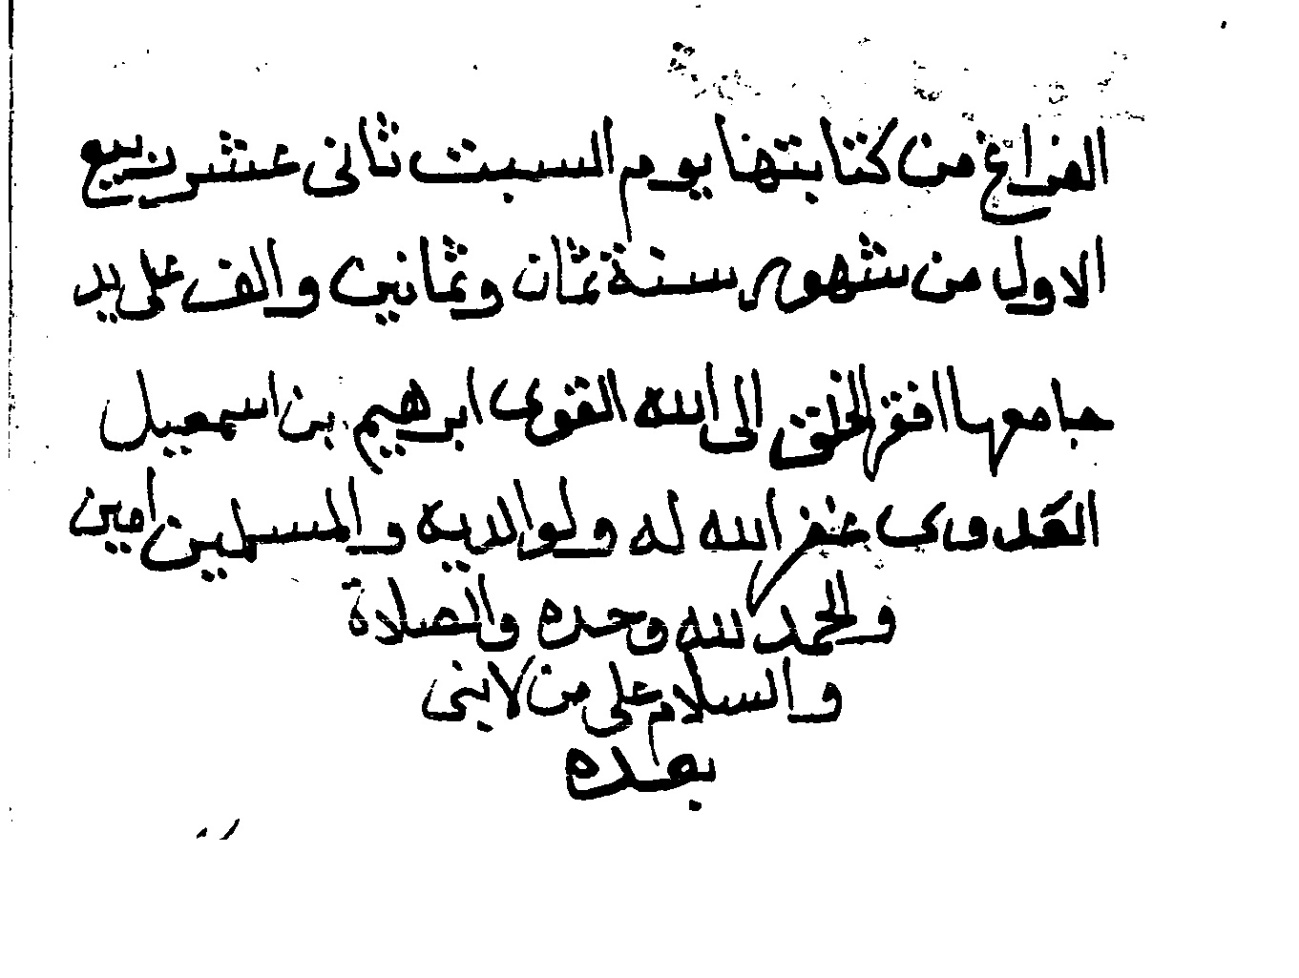 الفراغ من كتابتها يوم السبت ثانى عشر ربيع
الاول من شهور سنة ثمان وثمانين والف على يد
جامعها افقر الخلق الى الله القوى ابرهيم بن اسمعيل
العدوى غفر الله له ولوالديه والمسلمين امين
والحمد لله وحده والصلاة
والسلام على من لا نبى
بعده